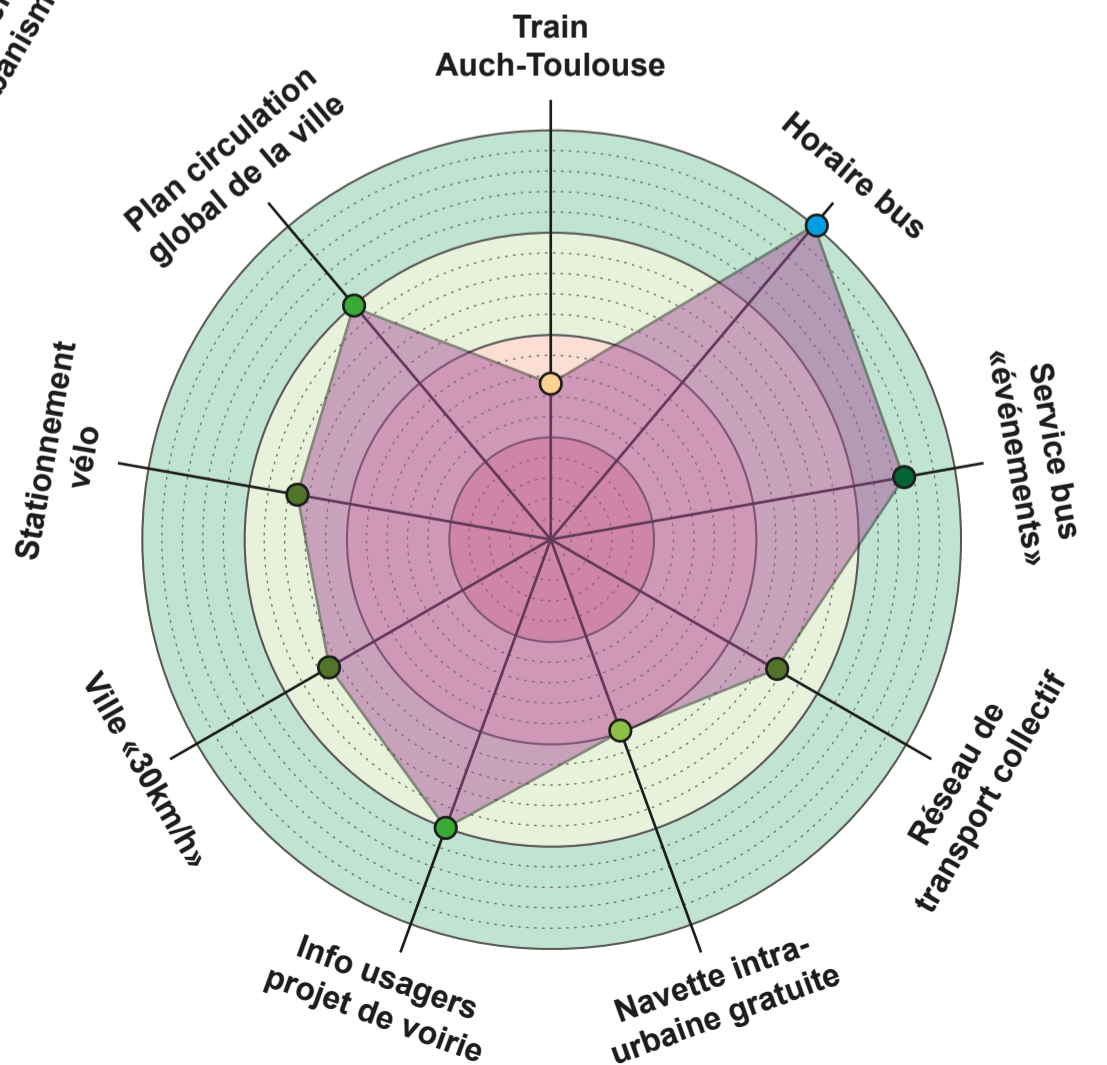 Train
Auch-Toulouse
Horaire bus
Service bus
«événements»
Réseau de
transport collectif
Navette intra-
urbaine gratuite
Info usagers
projet de voirie
Ville «30km/h»
Stationnement
vélo
Plan circulation
global de la ville